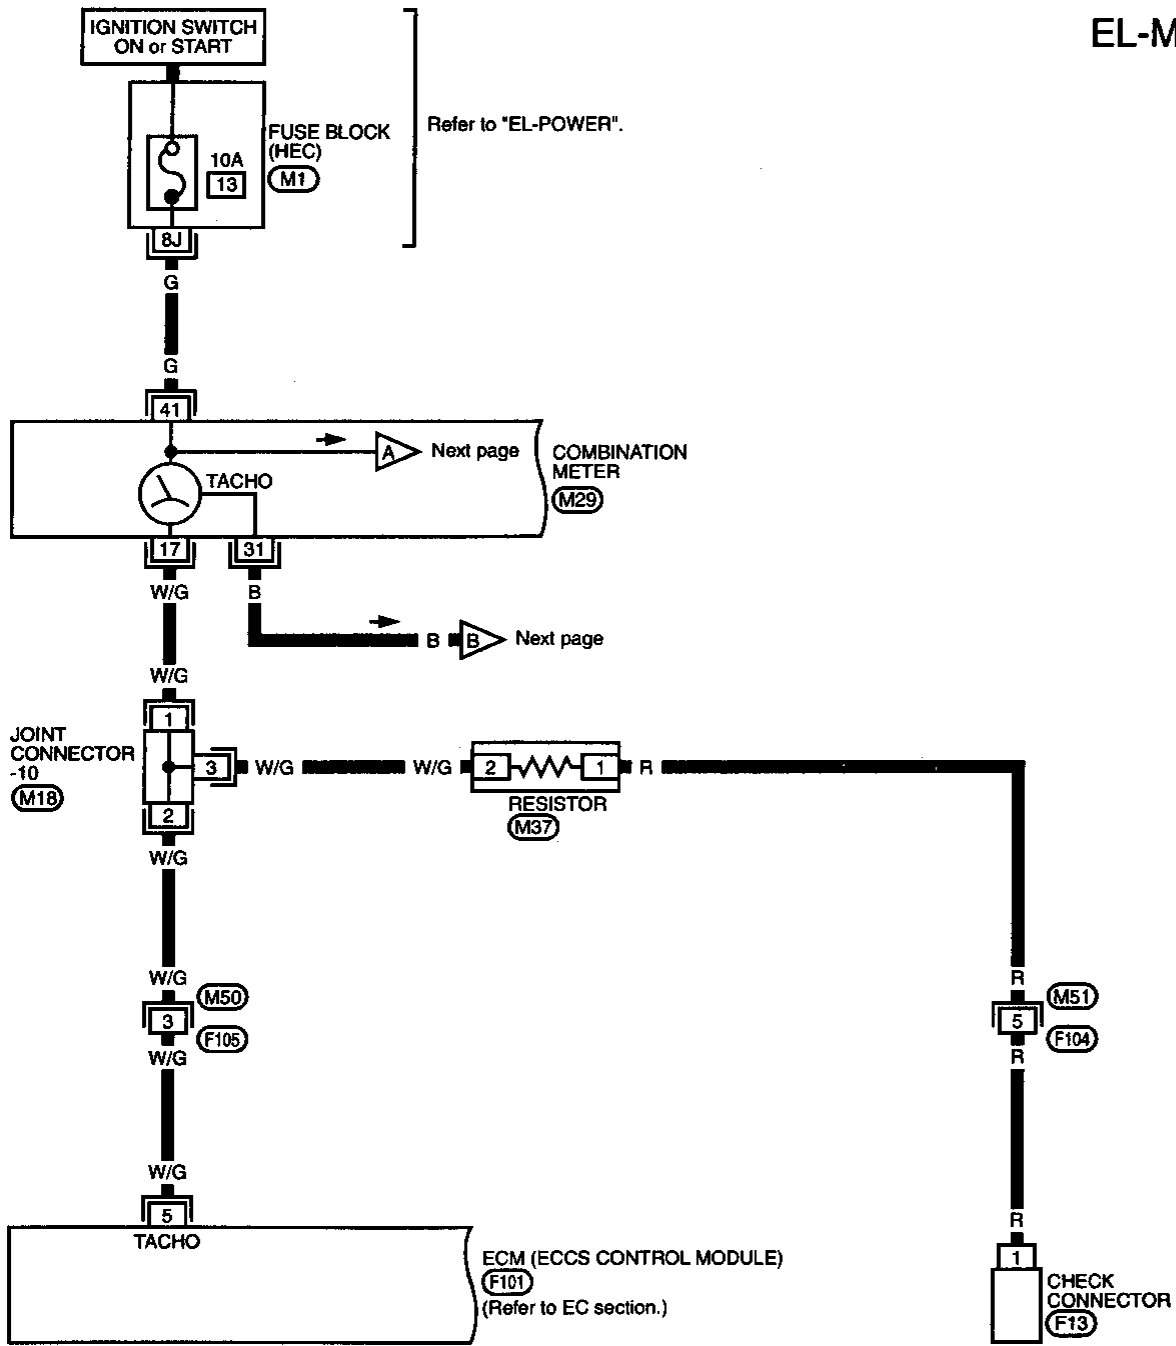 EL-M
IGNITION SWITCH
ON or START
Refer to "EL-POWER".
FUSE BLOCK
(HEC)
M1
10A
13
8J
G
G
41
A
Next page
COMBINATION
METER
M29
TACHO
17
31
W/G
B
B
B
Next page
W/G
1
JOINT
CONNECTOR
-10
M18
3
W/G
W/G
2
1
R
RESISTOR
M37
2
W/G
W/G
M50
3
F105
W/G
R
M51
5
F104
R
W/G
5
TACHO
ECM (ECCS CONTROL MODULE)
F101
(Refer to EC section.)
R
1
CHECK
CONNECTOR
F13